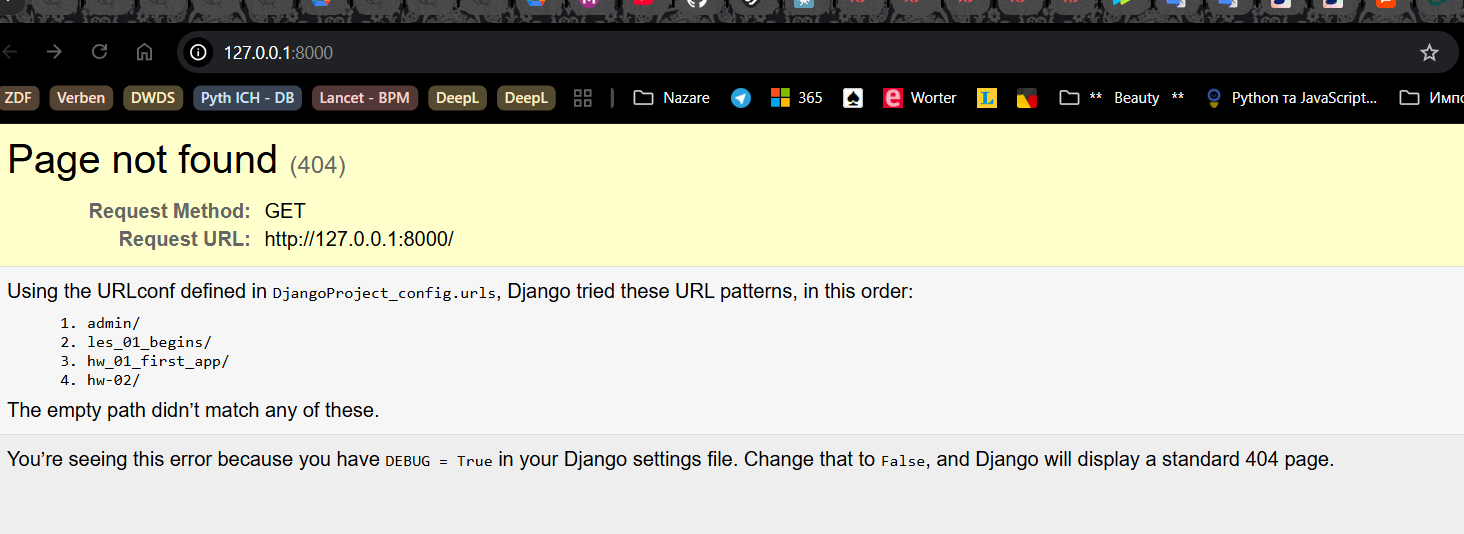 127.0.0.1:8000
ZDF Verben DWDS Pyth ICH - DB Lancet - BPM DeepL DeepL Nazare 365 Worter ** Beauty ** Python та JavaScript...
Page not found (404)
Request Method: GET
Request URL: http://127.0.0.1:8000/
Using the URLconf defined in DjangoProject_config.urls, Django tried these URL patterns, in this order:
1. admin/
2. les_01_begins/
3. hw_01_first_app/
4. hw-02/
The empty path didn’t match any of these.
You’re seeing this error because you have DEBUG = True in your Django settings file. Change that to False, and Django will display a standard 404 page.